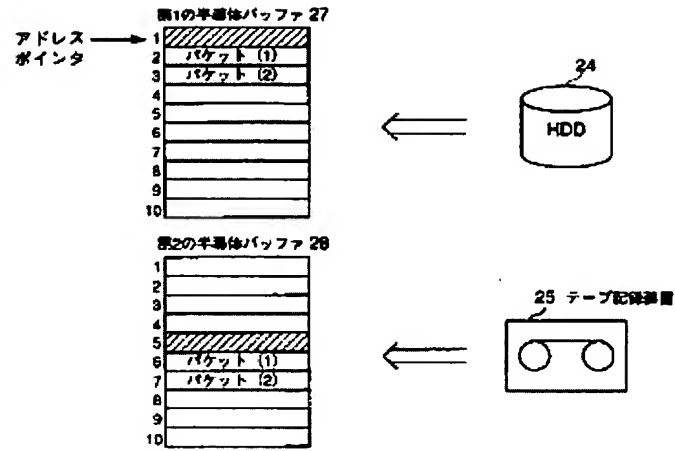 第1の半導体バッファ 27
アドレス
ポインタ
1
2 パケット (1)
3 パケット (2)
4
5
6
7
8
9
10
24
HDD
第2の半導体バッファ 28
1
2
3
4
5
6 パケット (1)
7 パケット (2)
8
9
10
25 テープ記録装置